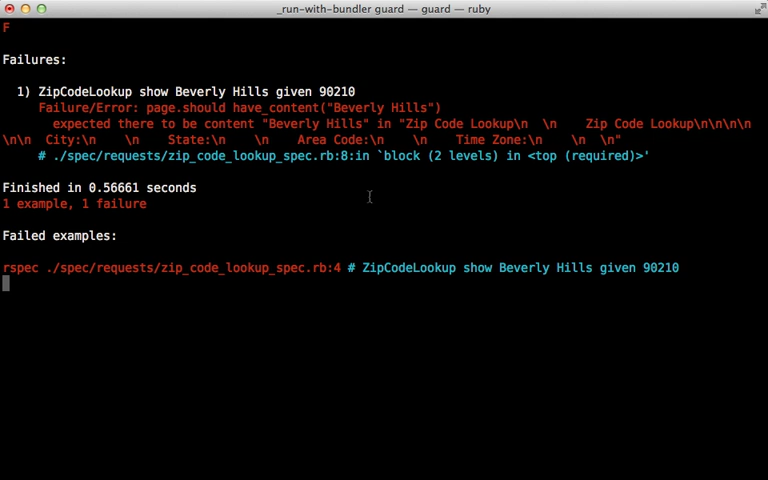 _run-with-bundler guard — guard — ruby
F
Failures:
1) ZipCodeLookup show Beverly Hills given 90210
Failure/Error: page.should have_content("Beverly Hills")
expected there to be content "Beverly Hills" in "Zip Code Lookup\n  \n    Zip Code Lookup\n\n\n\n
\n\n  City:\n    \n    State:\n    \n    Area Code:\n    \n    Time Zone:\n    \n  \n"
# ./spec/requests/zip_code_lookup_spec.rb:8:in `block (2 levels) in <top (required)>'
Finished in 0.56661 seconds
1 example, 1 failure
Failed examples:
rspec ./spec/requests/zip_code_lookup_spec.rb:4 # ZipCodeLookup show Beverly Hills given 90210